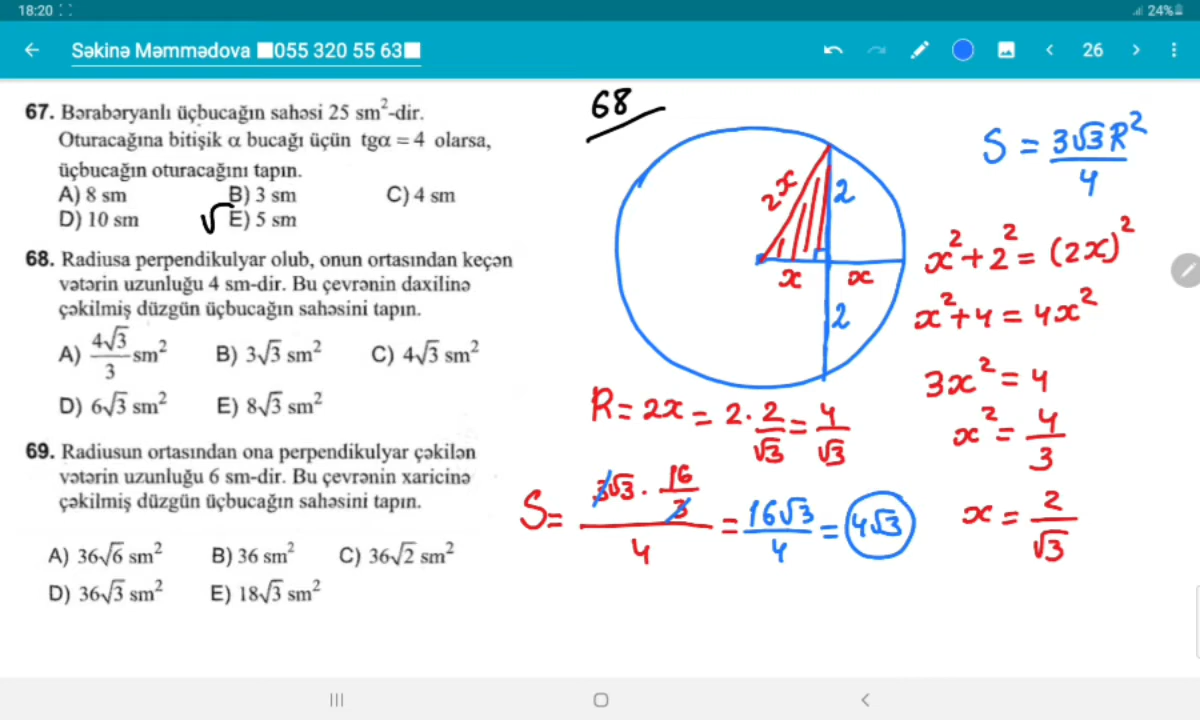 18:20
24%
Səkinə Məmmədova 055 320 55 63
26
67. Bərabəryanlı üçbucağın sahəsi 25 sm²-dir.
Oturacağına bitişik α bucağı üçün tgα = 4 olarsa,
üçbucağın oturacağını tapın.
A) 8 sm B) 3 sm C) 4 sm
D) 10 sm √ E) 5 sm
68. Radiusa perpendikulyar olub, onun ortasından keçən
vətərin uzunluğu 4 sm-dir. Bu çevrənin daxilinə
çəkilmiş düzgün üçbucağın sahəsini tapın.
A) 4√3/3 sm² B) 3√3 sm² C) 4√3 sm²
D) 6√3 sm² E) 8√3 sm²
69. Radiusun ortasından ona perpendikulyar çəkilən
vətərin uzunluğu 6 sm-dir. Bu çevrənin xaricinə
çəkilmiş düzgün üçbucağın sahəsini tapın.
A) 36√6 sm² B) 36 sm² C) 36√2 sm²
D) 36√3 sm² E) 18√3 sm²
68
2x
2
x
x
2
S = 3√3R²/4
x² + 2² = (2x)²
x² + 4 = 4x²
3x² = 4
x² = 4/3
x = 2/√3
R = 2x = 2 · 2/√3 = 4/√3
S = 3√3 · 16/3 / 4 = 16√3/4 = 4√3